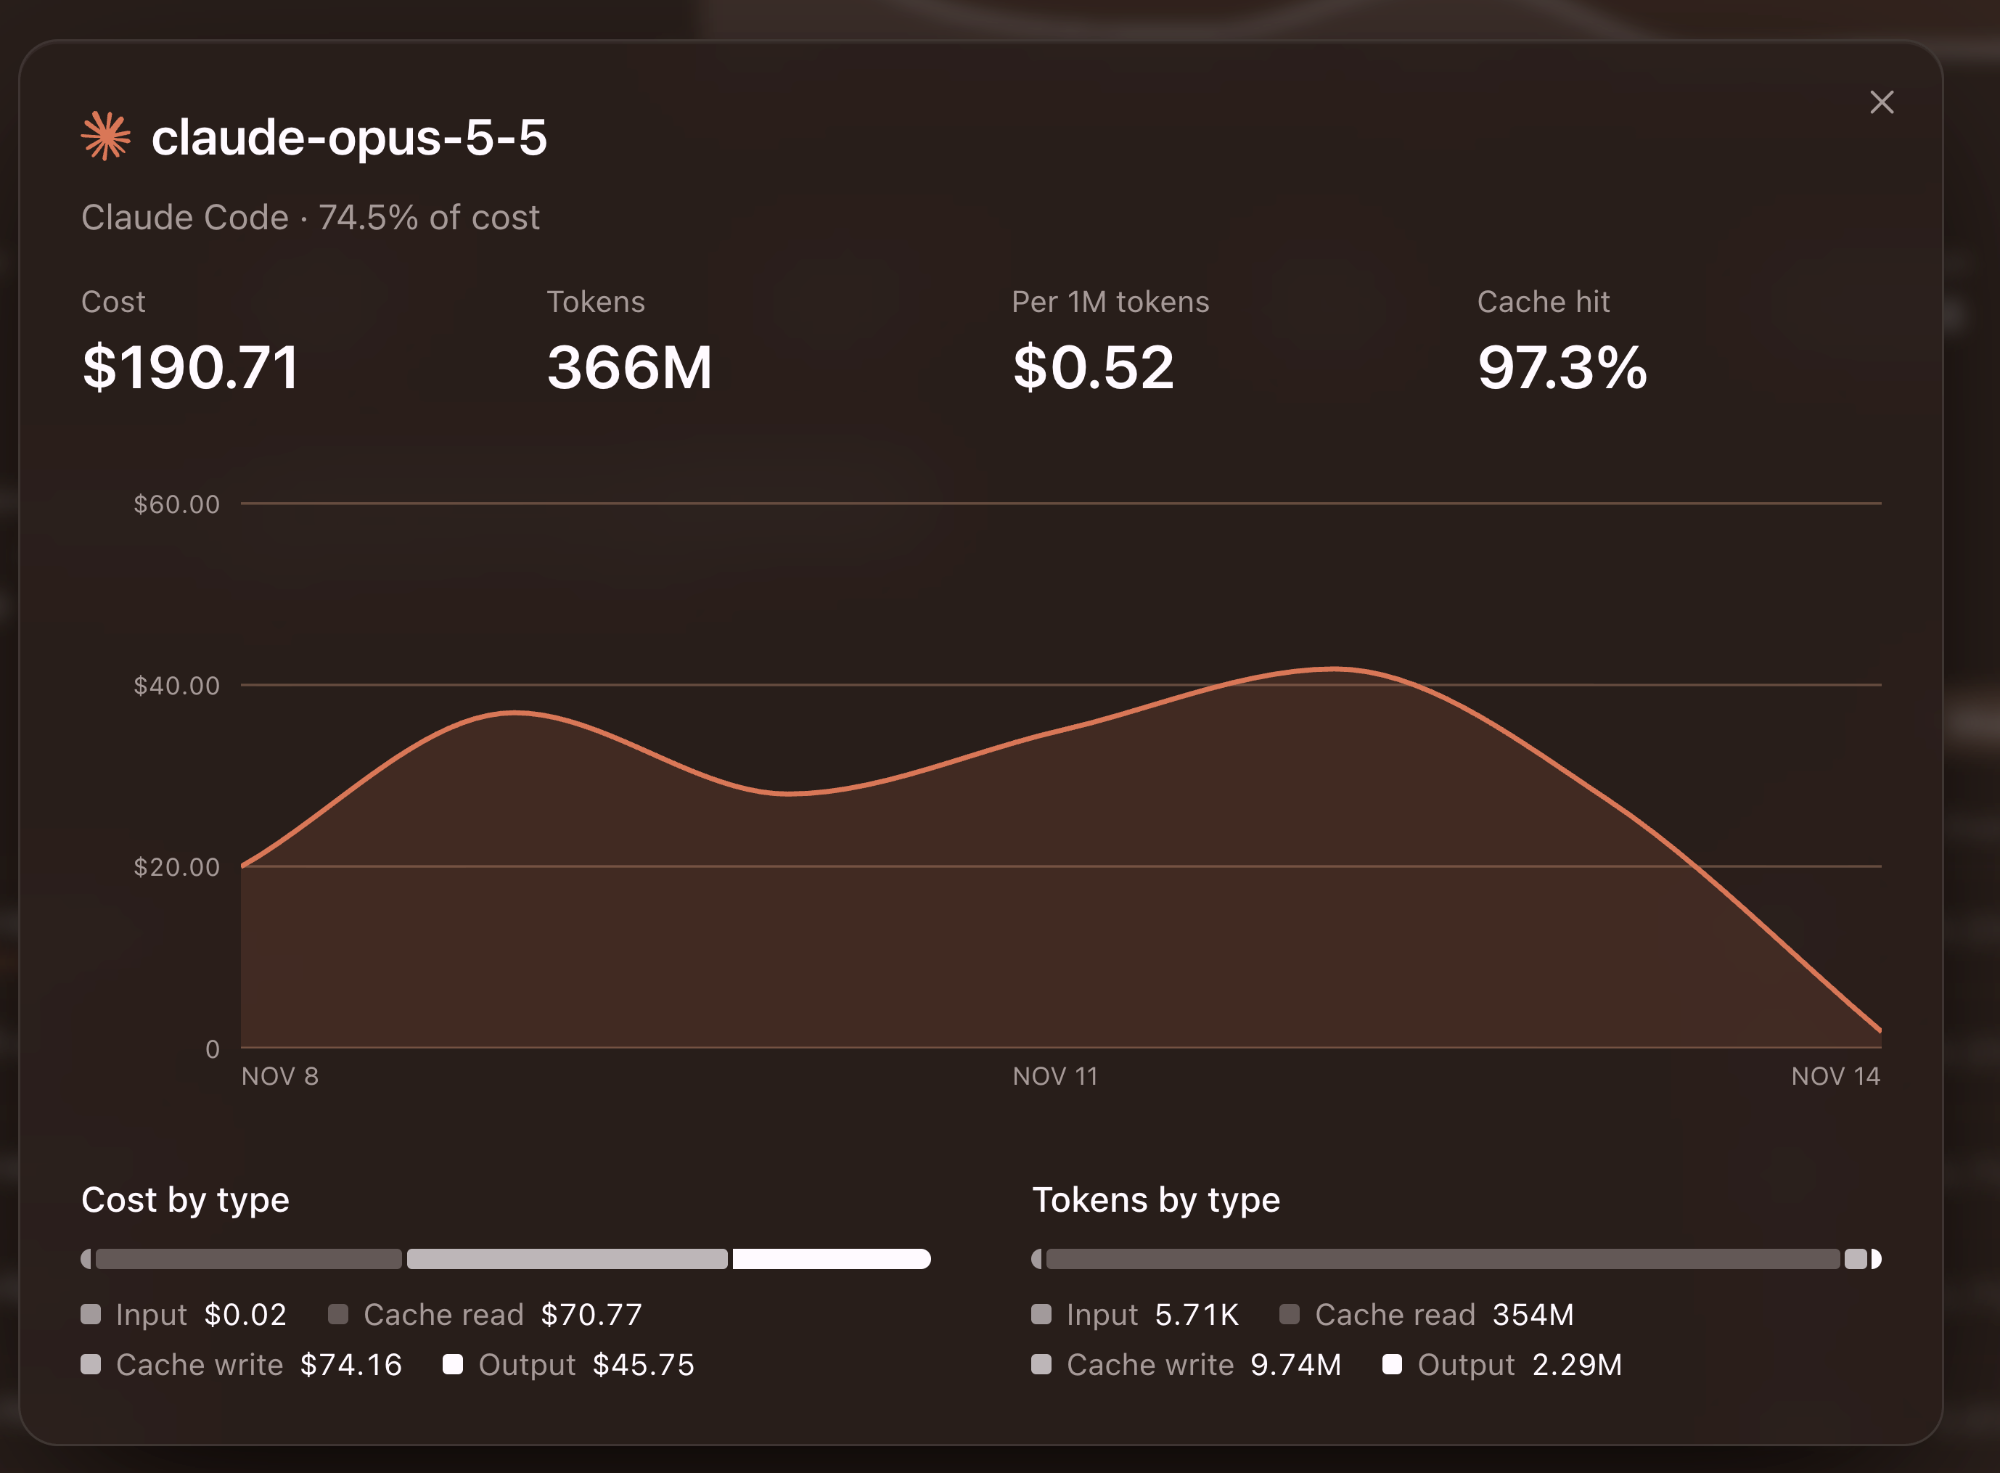 claude-opus-5-5
Claude Code · 74.5% of cost
Cost
$190.71
Tokens
366M
Per 1M tokens
$0.52
Cache hit
97.3%
$60.00
$40.00
$20.00
0
NOV 8
NOV 11
NOV 14
Cost by type
Input $0.02 Cache read $70.77
Cache write $74.16 Output $45.75
Tokens by type
Input 5.71K Cache read 354M
Cache write 9.74M Output 2.29M